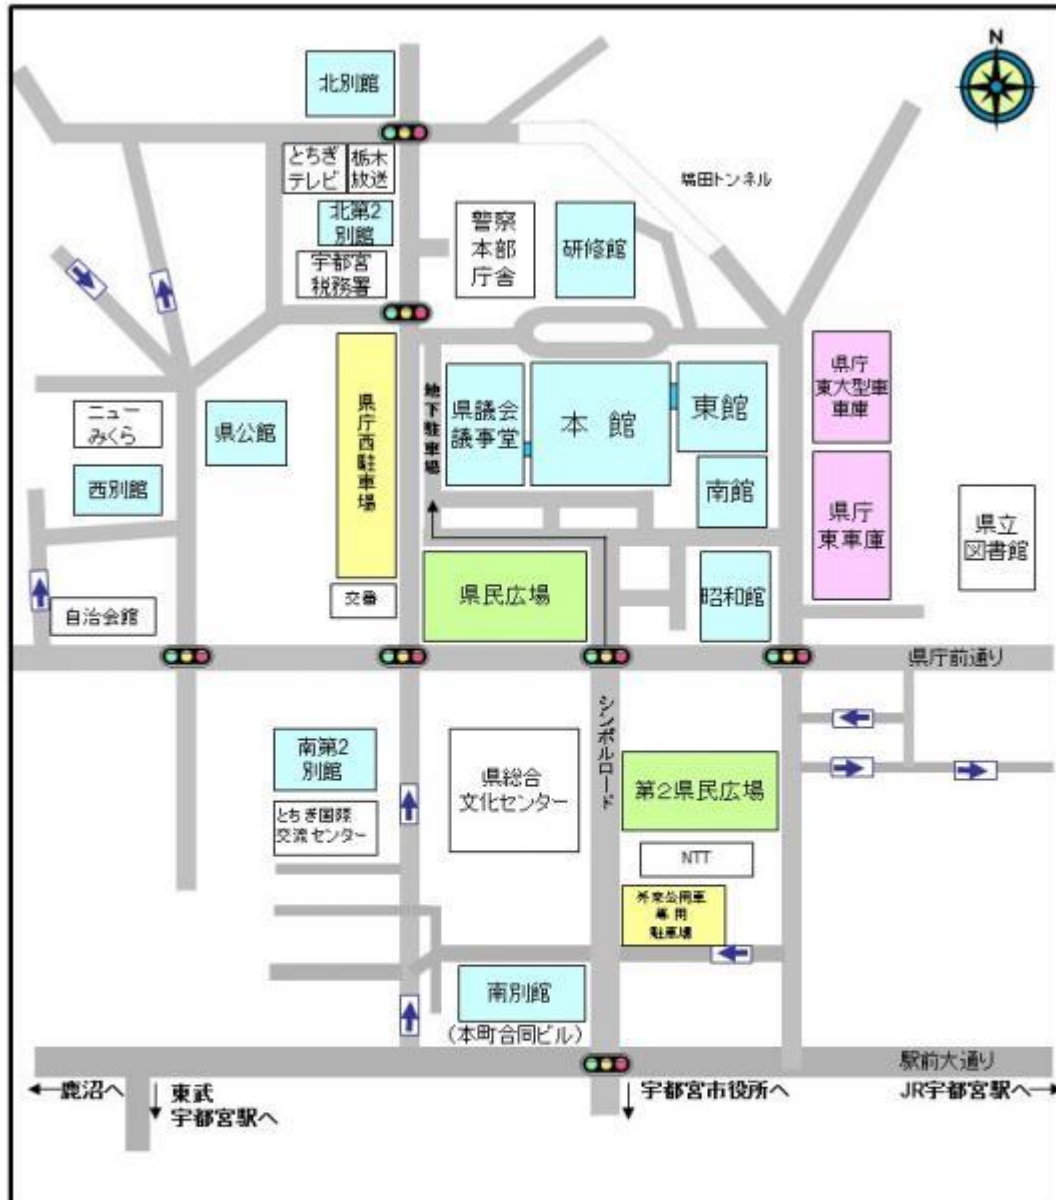 N
北別館
とちぎ
テレビ
栃木
放送
塙田トンネル
北第2
別館
警察
本部
庁舎
研修館
宇都宮
税務署
県庁西駐車場
地下駐車場
県議会
議事堂
本館
東館
県庁
東大型車
車庫
ニュー
みくら
県公館
西別館
南館
県庁
東車庫
県立
図書館
交番
県民広場
昭和館
自治会館
県庁前通り
シンボルロード
南第2
別館
県総合
文化センター
第2県民広場
とちぎ国際
交流センター
NTT
外来公用車
専用
駐車場
南別館
(本町合同ビル)
駅前大通り
鹿沼へ
東武
宇都宮駅へ
宇都宮市役所へ
JR宇都宮駅へ